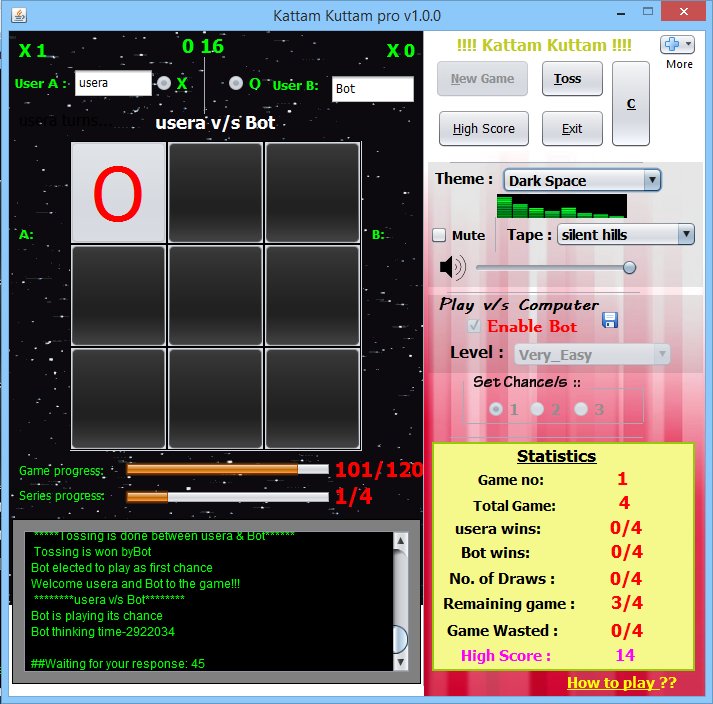 Kattam Kuttam pro v1.0.0
X 1
0 16
X 0
User A :
usera
X
O
User B:
Bot
usera turns...
usera v/s Bot
O
A:
B:
Game progress:
101/120
Series progress:
1/4
*****Tossing is done between usera & Bot******
Tossing is won byBot
Bot elected to play as first chance
Welcome usera and Bot to the game!!!
********usera v/s Bot********
Bot is playing its chance
Bot thinking time-2922034
##Waiting for your response: 45
!!!! Kattam Kuttam !!!!
More
New Game
Toss
C
High Score
Exit
Theme :
Dark Space
Mute
Tape :
silent hills
Play v/s Computer
Enable Bot
Level :
Very_Easy
Set Chance/s ::
1
2
3
Statistics
Game no: 1
Total Game: 4
usera wins: 0/4
Bot wins: 0/4
No. of Draws : 0/4
Remaining game : 3/4
Game Wasted : 0/4
High Score : 14
How to play ??